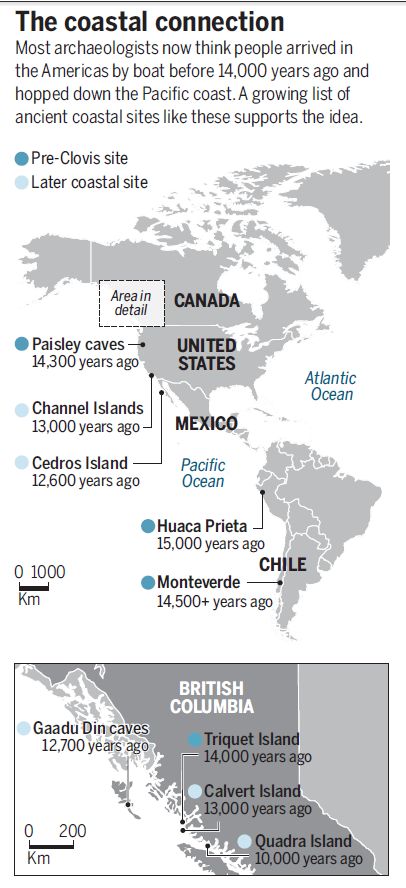 The coastal connection
Most archaeologists now think people arrived in
the Americas by boat before 14,000 years ago and
hopped down the Pacific coast. A growing list of
ancient coastal sites like these supports the idea.
Pre-Clovis site
Later coastal site
Area in
detail
CANADA
Paisley caves
14,300 years ago
UNITED
STATES
Atlantic
Ocean
Channel Islands
13,000 years ago
MEXICO
Cedros Island
12,600 years ago
Pacific
Ocean
Huaca Prieta
15,000 years ago
CHILE
0 1000
Km
Monteverde
14,500+ years ago
BRITISH
COLUMBIA
Gaadu Din caves
12,700 years ago
Triquet Island
14,000 years ago
Calvert Island
13,000 years ago
0 200
Km
Quadra Island
10,000 years ago